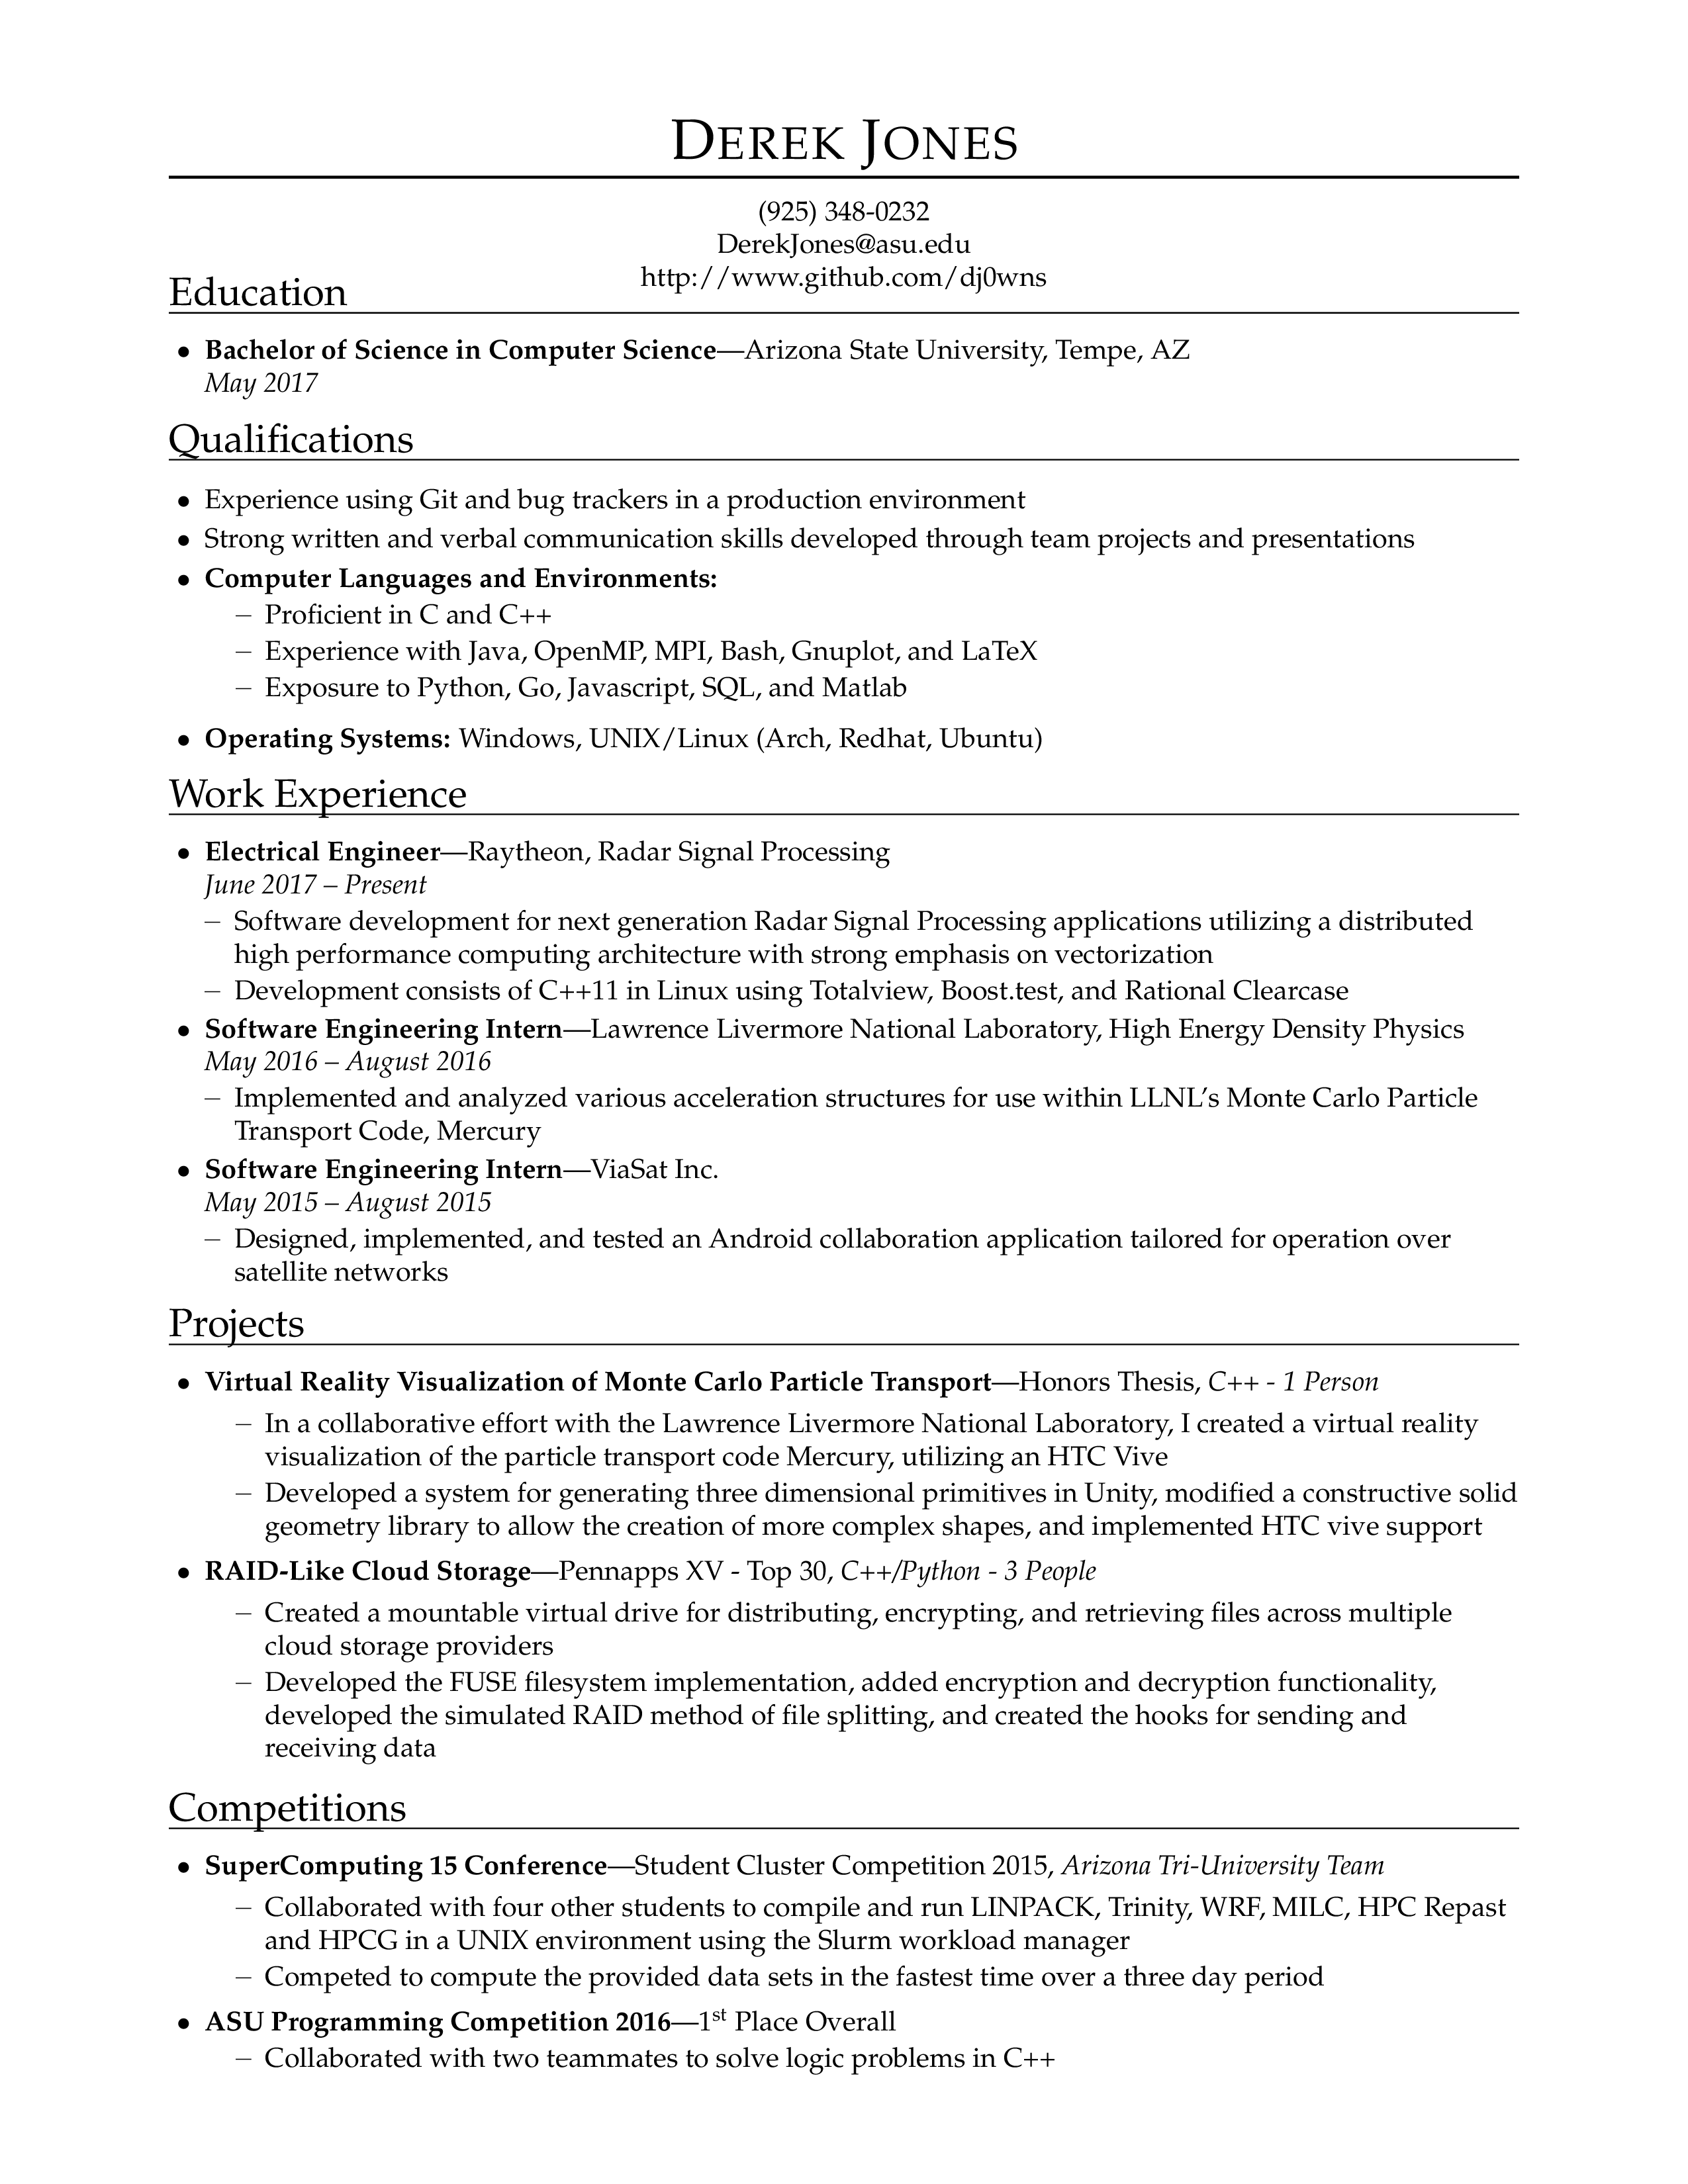 DEREK JONES
(925) 348-0232
DerekJones@asu.edu
http://www.github.com/dj0wns
Education
• Bachelor of Science in Computer Science—Arizona State University, Tempe, AZ
May 2017
Qualifications
• Experience using Git and bug trackers in a production environment
• Strong written and verbal communication skills developed through team projects and presentations
• Computer Languages and Environments:
– Proficient in C and C++
– Experience with Java, OpenMP, MPI, Bash, Gnuplot, and LaTeX
– Exposure to Python, Go, Javascript, SQL, and Matlab
• Operating Systems: Windows, UNIX/Linux (Arch, Redhat, Ubuntu)
Work Experience
• Electrical Engineer—Raytheon, Radar Signal Processing
June 2017 – Present
– Software development for next generation Radar Signal Processing applications utilizing a distributed
high performance computing architecture with strong emphasis on vectorization
– Development consists of C++11 in Linux using Totalview, Boost.test, and Rational Clearcase
• Software Engineering Intern—Lawrence Livermore National Laboratory, High Energy Density Physics
May 2016 – August 2016
– Implemented and analyzed various acceleration structures for use within LLNL's Monte Carlo Particle
Transport Code, Mercury
• Software Engineering Intern—ViaSat Inc.
May 2015 – August 2015
– Designed, implemented, and tested an Android collaboration application tailored for operation over
satellite networks
Projects
• Virtual Reality Visualization of Monte Carlo Particle Transport—Honors Thesis, C++ - 1 Person
– In a collaborative effort with the Lawrence Livermore National Laboratory, I created a virtual reality
visualization of the particle transport code Mercury, utilizing an HTC Vive
– Developed a system for generating three dimensional primitives in Unity, modified a constructive solid
geometry library to allow the creation of more complex shapes, and implemented HTC vive support
• RAID-Like Cloud Storage—Pennapps XV - Top 30, C++/Python - 3 People
– Created a mountable virtual drive for distributing, encrypting, and retrieving files across multiple
cloud storage providers
– Developed the FUSE filesystem implementation, added encryption and decryption functionality,
developed the simulated RAID method of file splitting, and created the hooks for sending and
receiving data
Competitions
• SuperComputing 15 Conference—Student Cluster Competition 2015, Arizona Tri-University Team
– Collaborated with four other students to compile and run LINPACK, Trinity, WRF, MILC, HPC Repast
and HPCG in a UNIX environment using the Slurm workload manager
– Competed to compute the provided data sets in the fastest time over a three day period
• ASU Programming Competition 2016—1st Place Overall
– Collaborated with two teammates to solve logic problems in C++